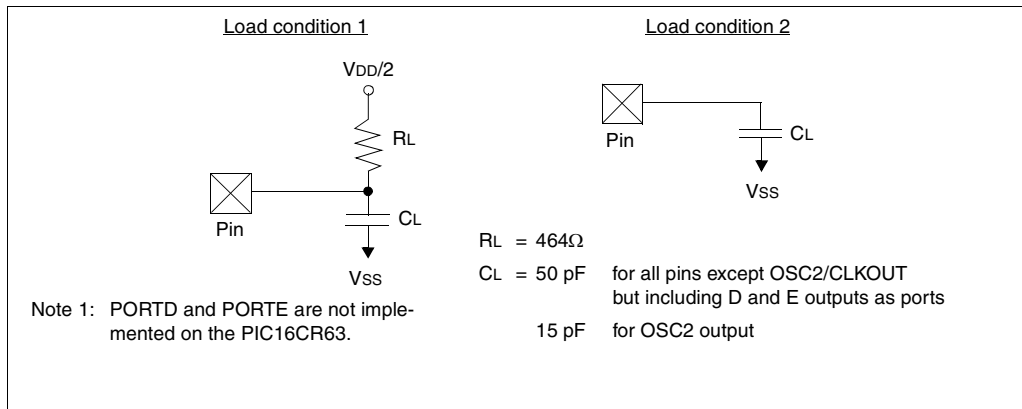 Load condition 1
VDD/2
RL
Pin
CL
VSS
Note 1: PORTD and PORTE are not imple-
mented on the PIC16CR63.
Load condition 2
Pin
CL
VSS
RL = 464Ω
CL = 50 pF for all pins except OSC2/CLKOUT
but including D and E outputs as ports
15 pF for OSC2 output